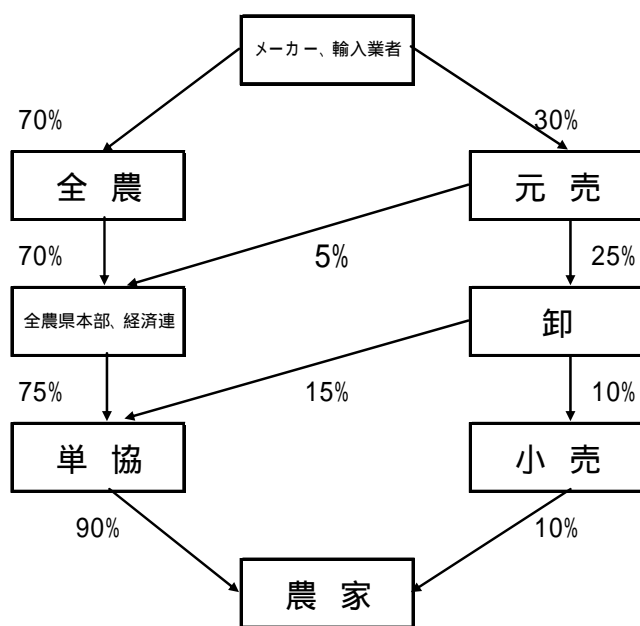 メーカー、輸入業者
70%
30%
全農
元売
70%
5%
25%
全農県本部、経済連
卸
75%
15%
10%
単協
小売
90%
10%
農家